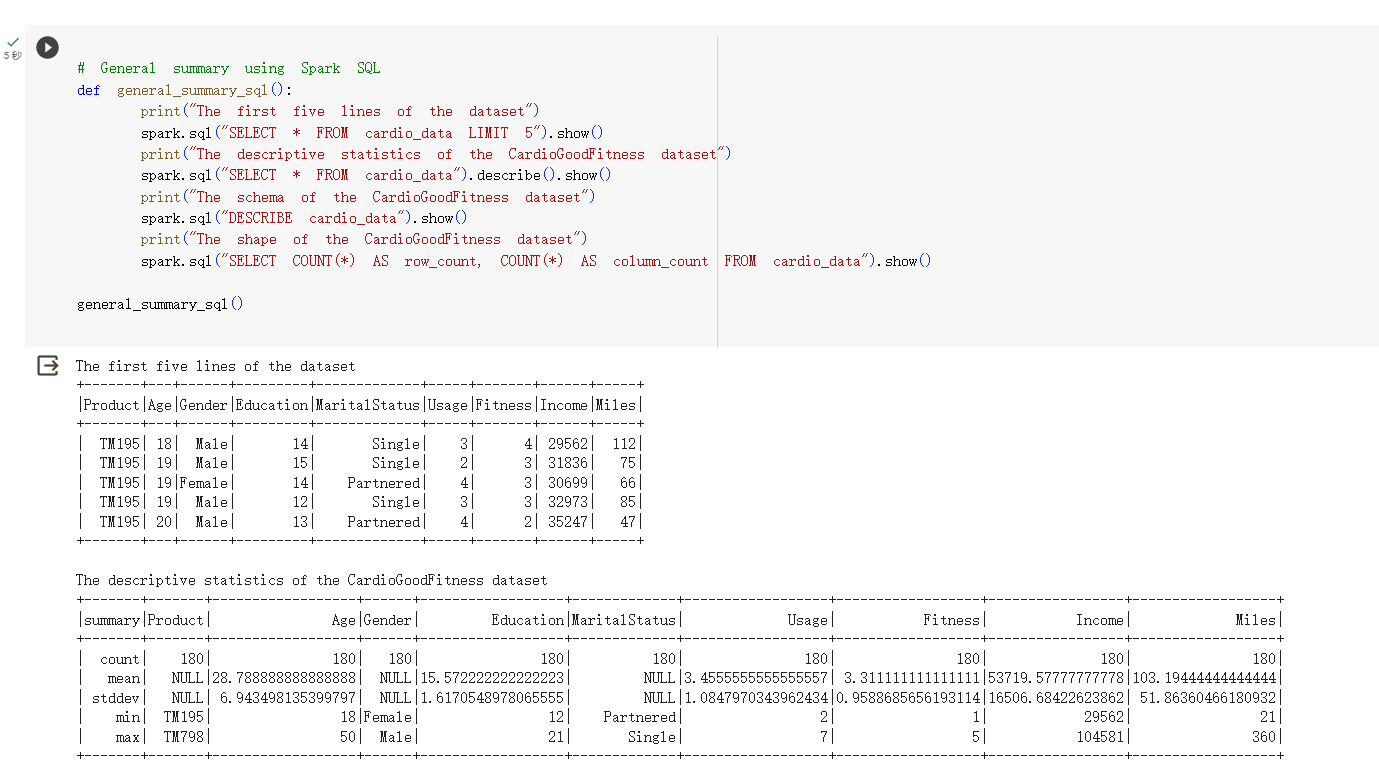 5 秒
# General summary using Spark SQL
def general_summary_sql():
print("The first five lines of the dataset")
spark.sql("SELECT * FROM cardio_data LIMIT 5").show()
print("The descriptive statistics of the CardioGoodFitness dataset")
spark.sql("SELECT * FROM cardio_data").describe().show()
print("The schema of the CardioGoodFitness dataset")
spark.sql("DESCRIBE cardio_data").show()
print("The shape of the CardioGoodFitness dataset")
spark.sql("SELECT COUNT(*) AS row_count, COUNT(*) AS column_count FROM cardio_data").show()
general_summary_sql()
The first five lines of the dataset
+-------+---+------+---------+-------------+-----+-------+------+-----+
|Product|Age|Gender|Education|MaritalStatus|Usage|Fitness|Income|Miles|
+-------+---+------+---------+-------------+-----+-------+------+-----+
|  TM195| 18|  Male|       14|       Single|    3|      4| 29562|  112|
|  TM195| 19|  Male|       15|       Single|    2|      3| 31836|   75|
|  TM195| 19|Female|       14|    Partnered|    4|      3| 30699|   66|
|  TM195| 19|  Male|       12|       Single|    3|      3| 32973|   85|
|  TM195| 20|  Male|       13|    Partnered|    4|      2| 35247|   47|
+-------+---+------+---------+-------------+-----+-------+------+-----+
The descriptive statistics of the CardioGoodFitness dataset
+-------+-------+------------------+------+------------------+-------------+------------------+------------------+------------------+------------------+
|summary|Product|               Age|Gender|         Education|MaritalStatus|             Usage|           Fitness|            Income|             Miles|
+-------+-------+------------------+------+------------------+-------------+------------------+------------------+------------------+------------------+
|  count|    180|               180|   180|               180|          180|               180|               180|               180|               180|
|   mean|   NULL|28.788888888888888|  NULL|15.572222222222223|         NULL|3.4555555555555557| 3.311111111111111|53719.57777777778|103.19444444444444|
| stddev|   NULL| 6.943498135399797|  NULL|1.6170548978065555|         NULL|1.0847970343962434|0.9588685656193114|16506.68422623862| 51.86360466180932|
|    min|  TM195|                18|Female|                12|    Partnered|                 2|                 1|             29562|                21|
|    max|  TM798|                50|  Male|                21|       Single|                 7|                 5|            104581|               360|
+-------+-------+------------------+------+------------------+-------------+------------------+------------------+------------------+------------------+